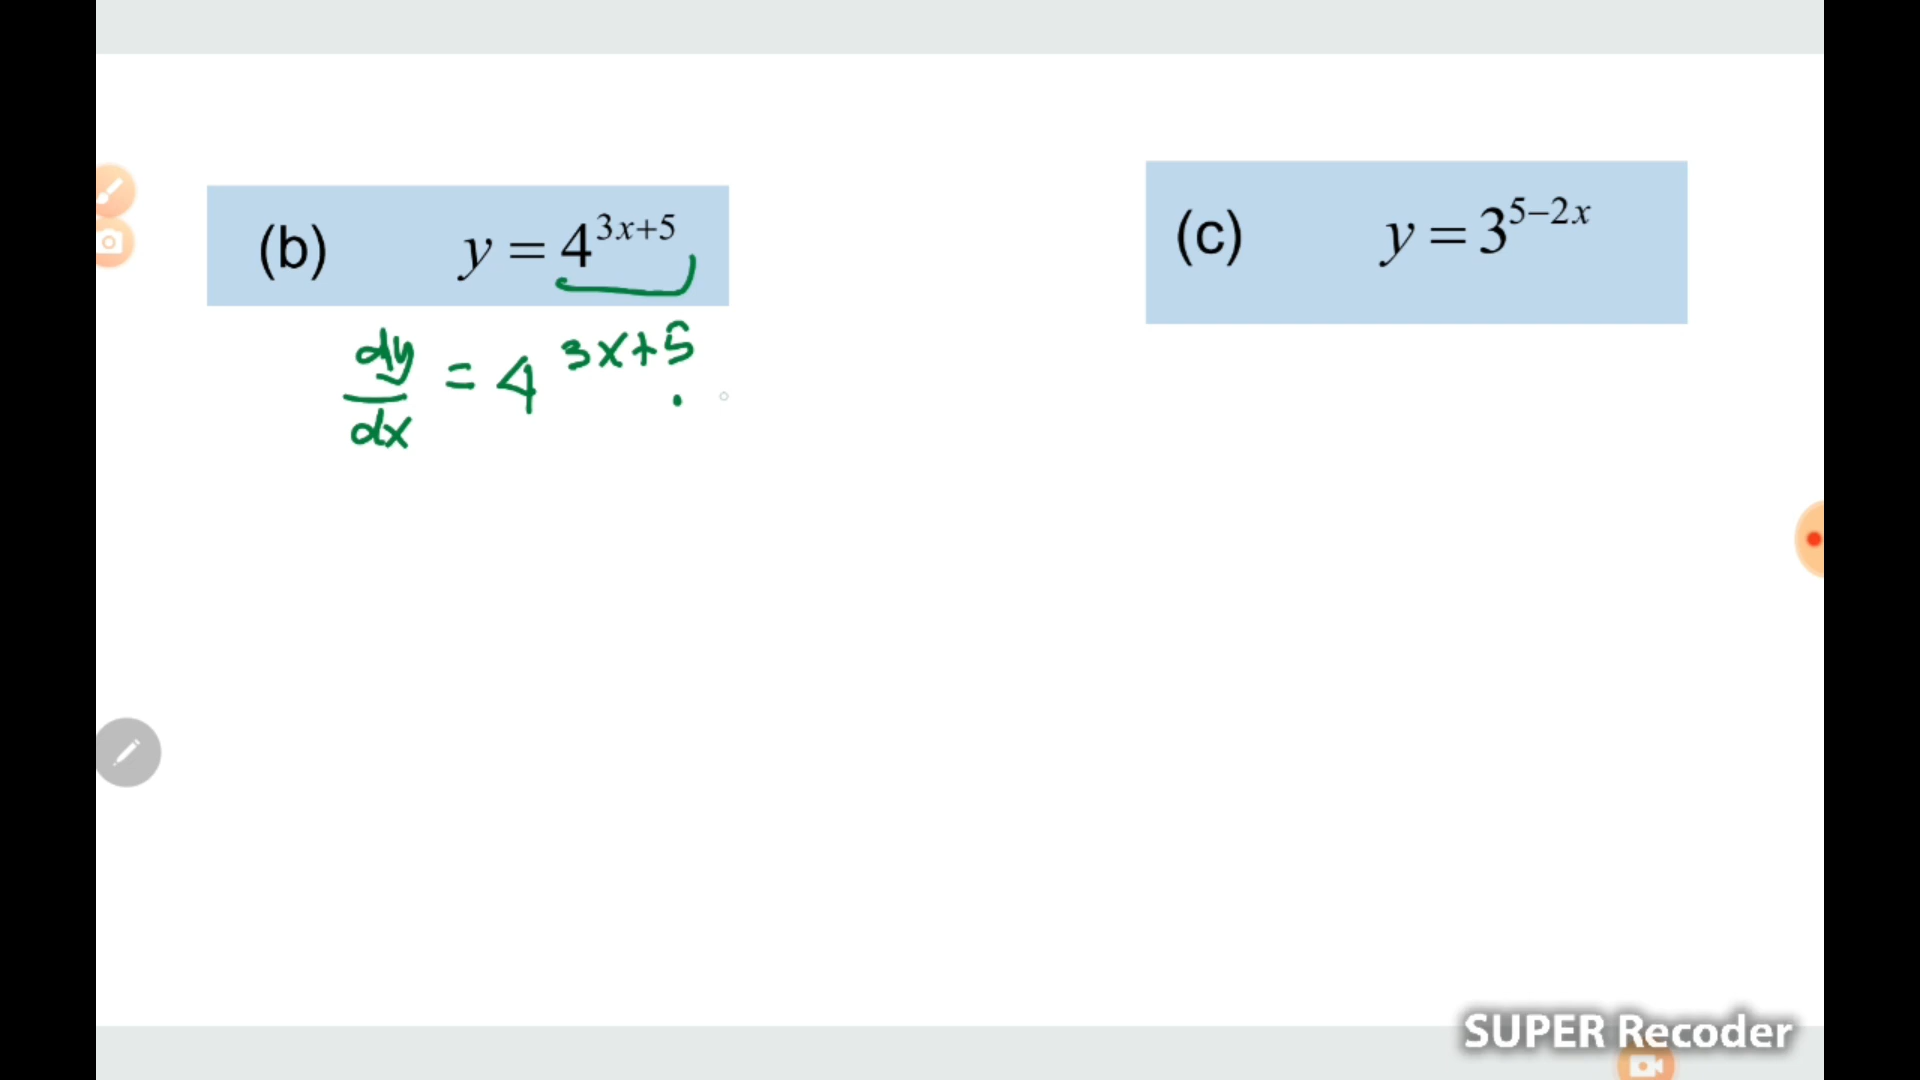 (b) y = 4^{3x+5}
dy/dx = 4^{3x+5} .
(c) y = 3^{5-2x}
SUPER Recoder